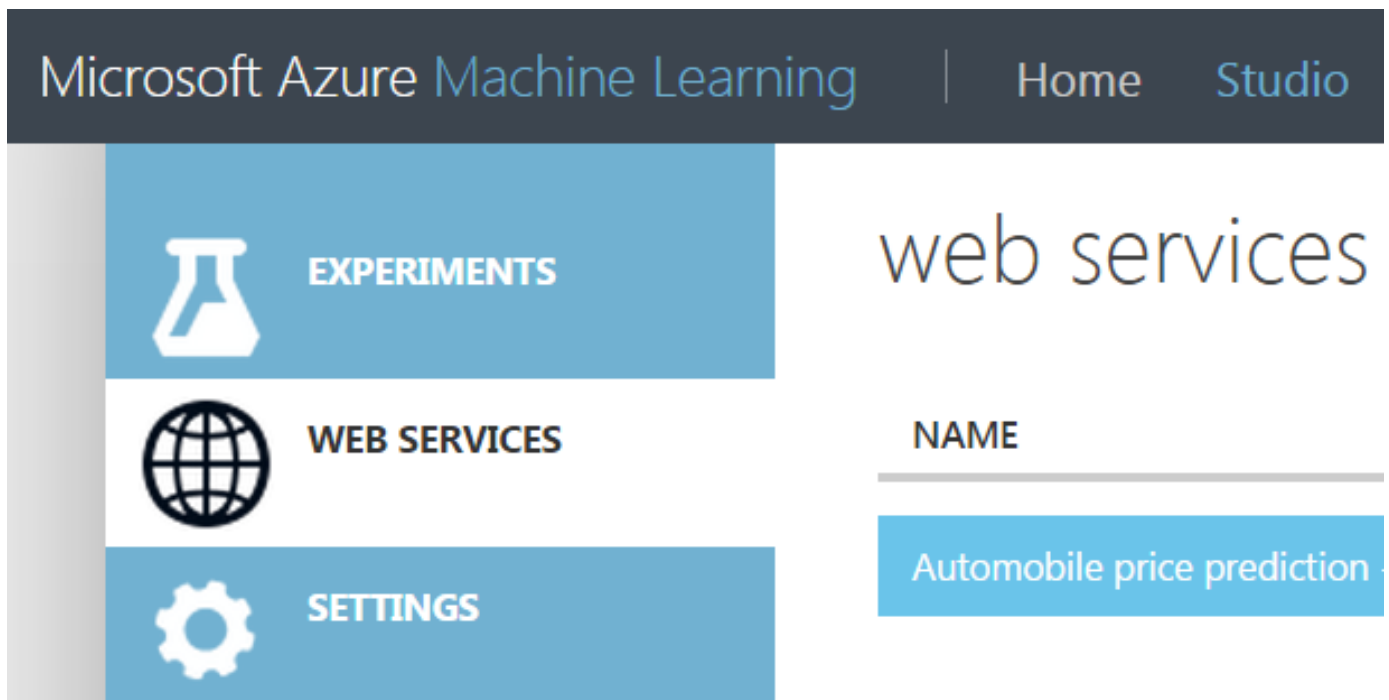 Microsoft Azure Machine Learning | Home Studio
EXPERIMENTS
WEB SERVICES
SETTINGS
web services
NAME
Automobile price prediction -